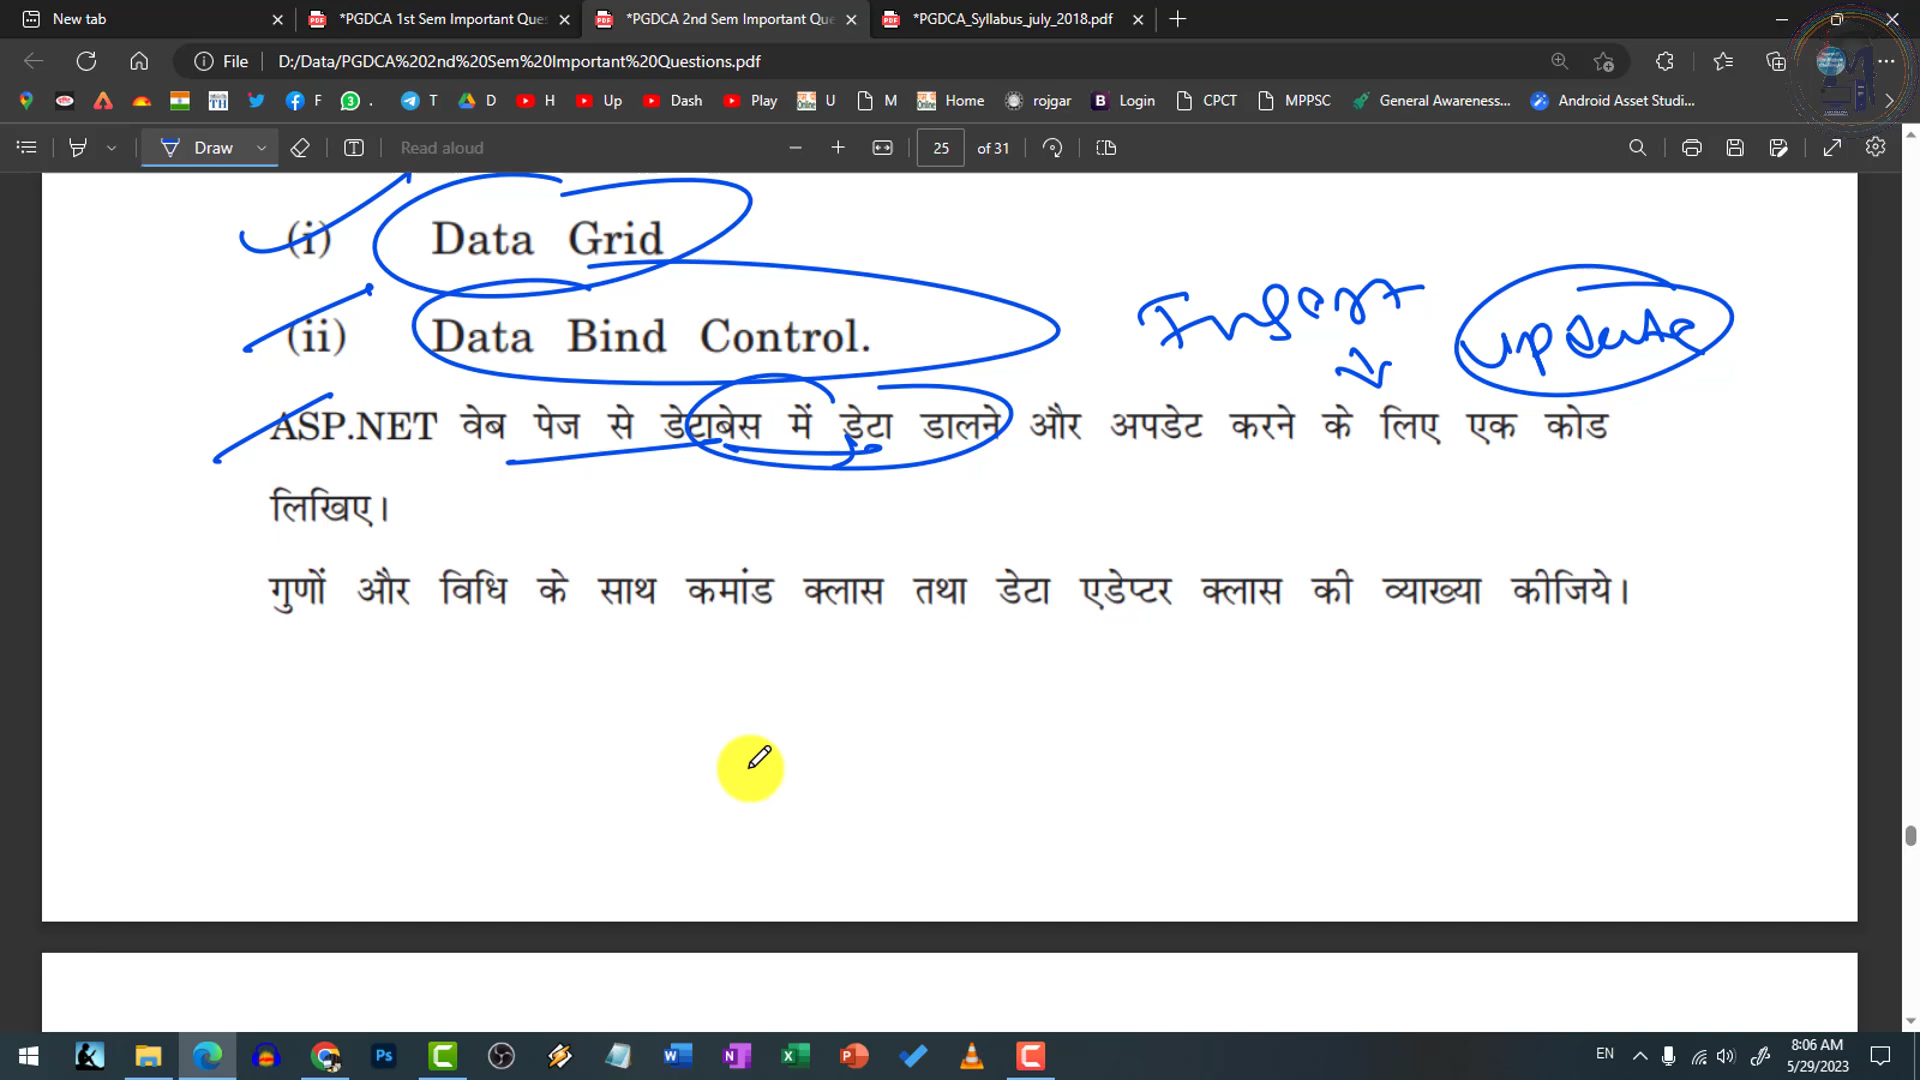 New tab
*PGDCA 1st Sem Important Que
*PGDCA 2nd Sem Important Que
*PGDCA_Syllabus_july_2018.pdf
File D:/Data/PGDCA%202nd%20Sem%20Important%20Questions.pdf
TH F . T D H Up Dash Play U M Home rojgar Login CPCT MPPSC General Awareness... Android Asset Studi...
Draw Read aloud 25 of 31
(i) Data Grid
(ii) Data Bind Control.
Insert update
ASP.NET वेब पेज से डेटाबेस में डेटा डालने और अपडेट करने के लिए एक कोड
लिखिए।
गुणों और विधि के साथ कमांड क्लास तथा डेटा एडेप्टर क्लास की व्याख्या कीजिये।
EN 8:06 AM
5/29/2023